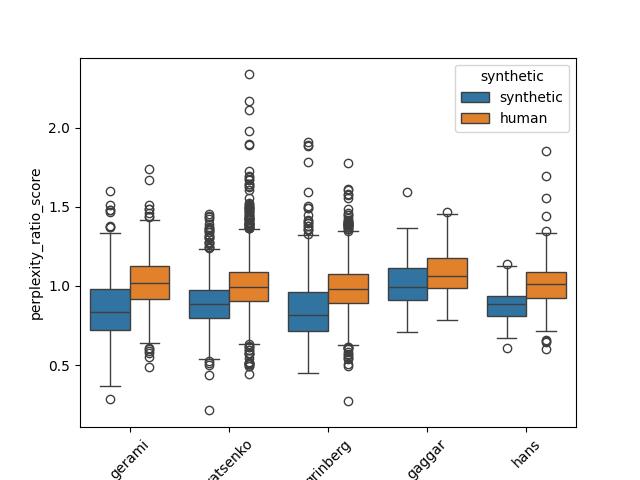 synthetic
synthetic
human
perplexity_ratio_score
2.0
1.5
1.0
0.5
gerami
gaggar
hans